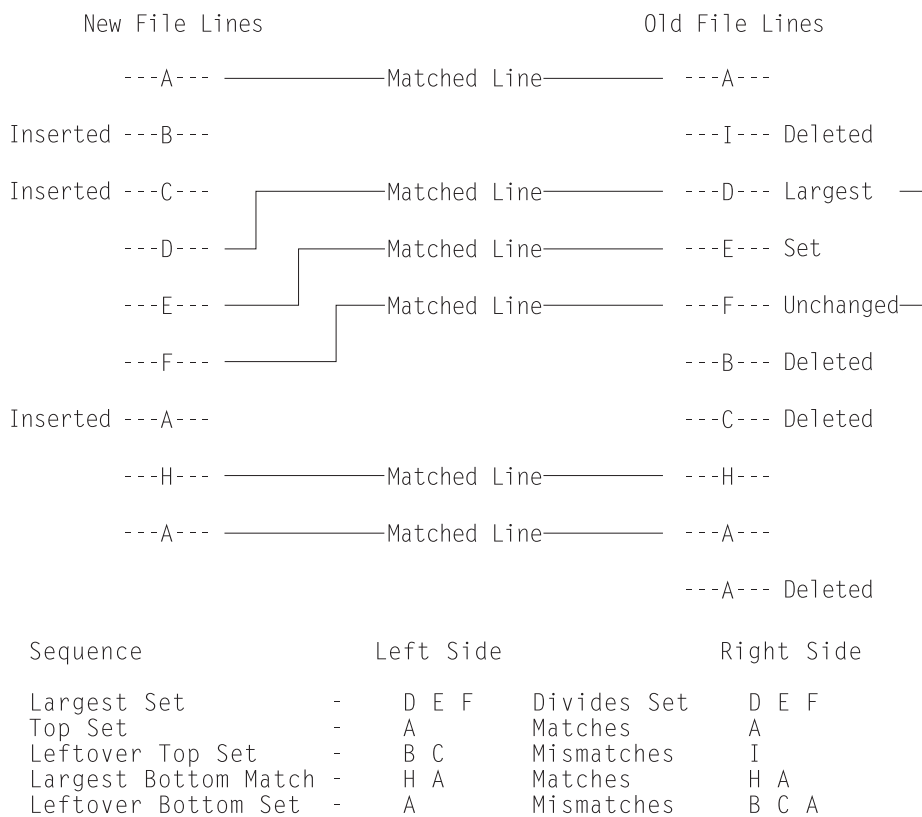 New File Lines Old File Lines
---A--- Matched Line ---A---
Inserted ---B--- ---I--- Deleted
Inserted ---C--- Matched Line ---D--- Largest
---D--- Matched Line ---E--- Set
---E--- Matched Line ---F--- Unchanged
---F--- ---B--- Deleted
Inserted ---A--- ---C--- Deleted
---H--- Matched Line ---H---
---A--- Matched Line ---A---
---A--- Deleted
Sequence Left Side Right Side
Largest Set - D E F Divides Set D E F
Top Set - A Matches A
Leftover Top Set - B C Mismatches I
Largest Bottom Match - H A Matches H A
Leftover Bottom Set - A Mismatches B C A